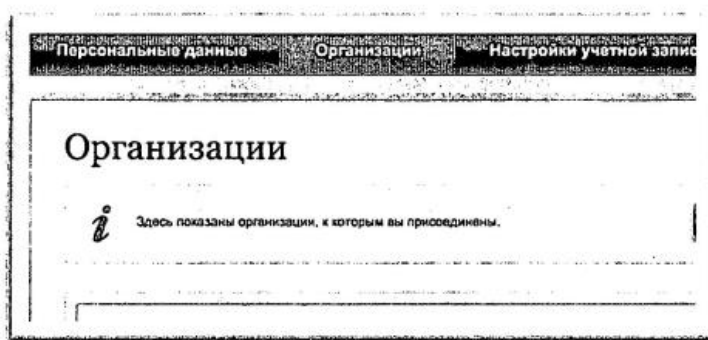 Персональные данные Организации Настройки учетной запис
Организации
i Здесь показаны организации, к которым вы присоединены.